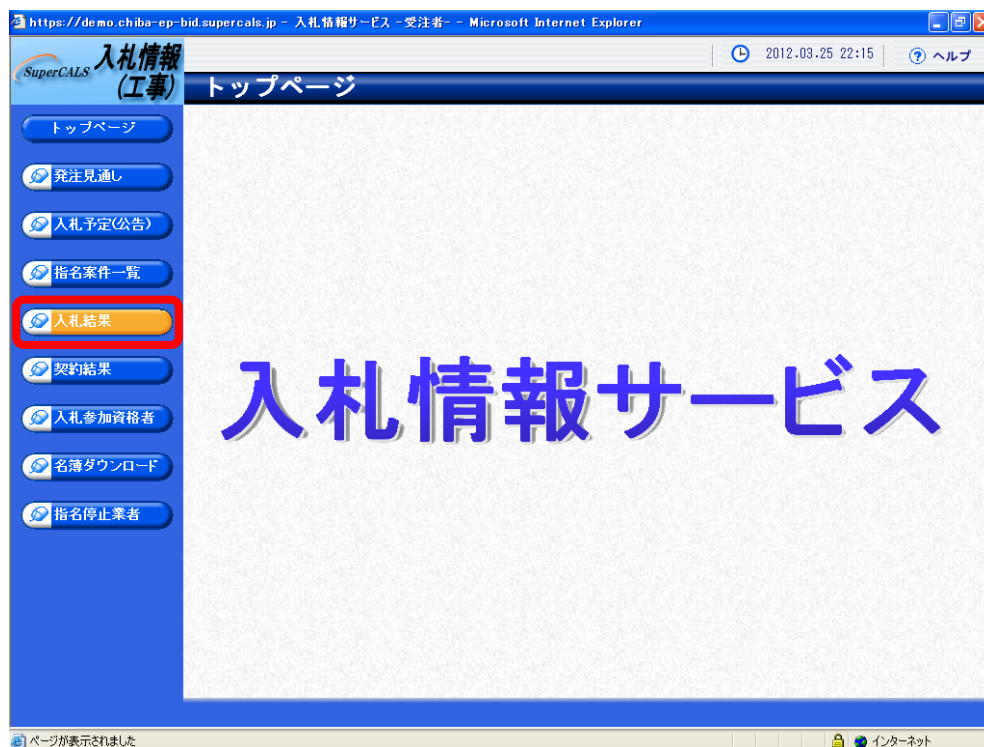 https://demo.chiba-ep-bid.supercals.jp - 入札情報サービス -受注者- - Microsoft Internet Explorer
SuperCALS 入札情報
(工事)
2012.03.25 22:15
ヘルプ
トップページ
トップページ
発注見通し
入札予定(公告)
指名案件一覧
入札結果
契約結果
入札参加資格者
名簿ダウンロード
指名停止業者
入札情報サービス
ページが表示されました
インターネット